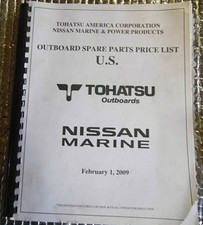 TOHATSU AMERICA CORPORATION
NISSAN MARINE & POWER PRODUCTS
OUTBOARD SPARE PARTS PRICE LIST
U.S.
TOHATSU
Outboards
NISSAN
MARINE
February 1, 2009